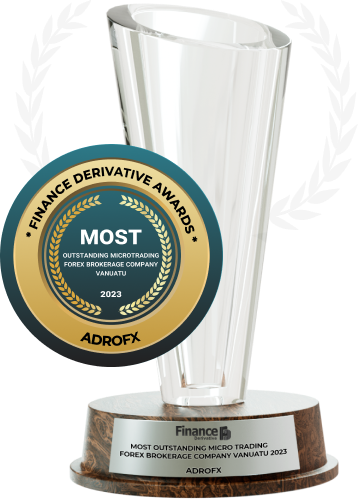 * FINANCE DERIVATIVE AWARDS *
MOST
OUTSTANDING MICROTRADING
FOREX BROKERAGE COMPANY
VANUATU
2023
ADROFX
Finance
Derivative
MOST OUTSTANDING MICRO TRADING
FOREX BROKERAGE COMPANY VANUATU 2023
ADROFX